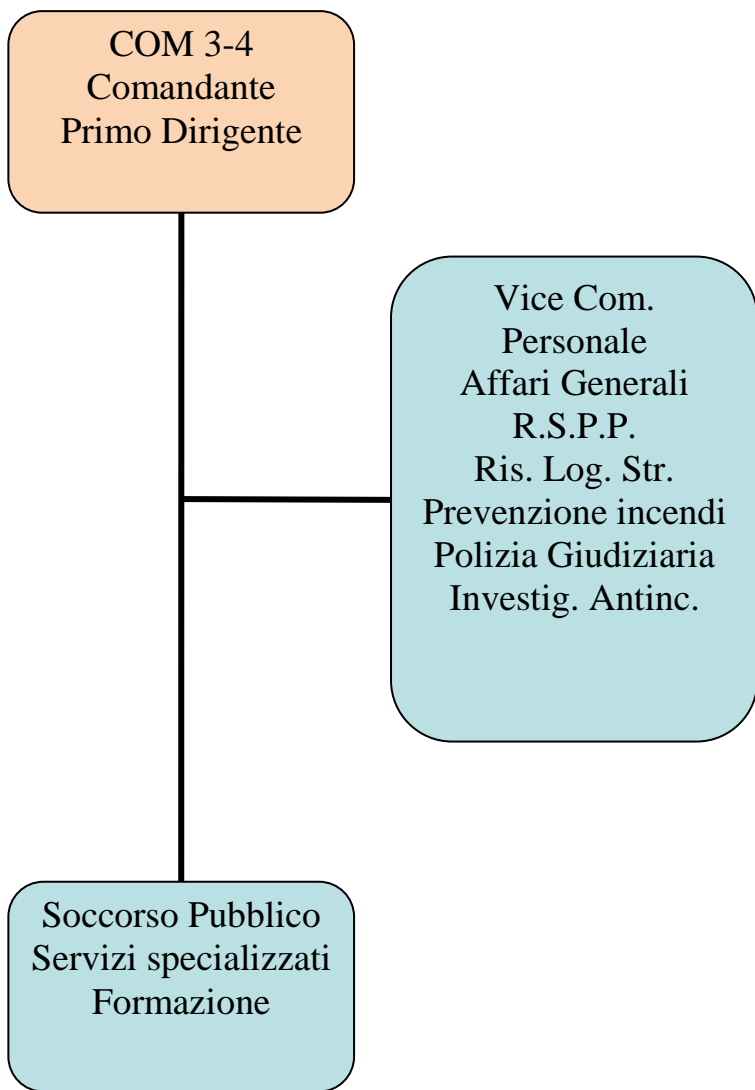 COM 3-4
Comandante
Primo Dirigente
Vice Com.
Personale
Affari Generali
R.S.P.P.
Ris. Log. Str.
Prevenzione incendi
Polizia Giudiziaria
Investig. Antinc.
Soccorso Pubblico
Servizi specializzati
Formazione